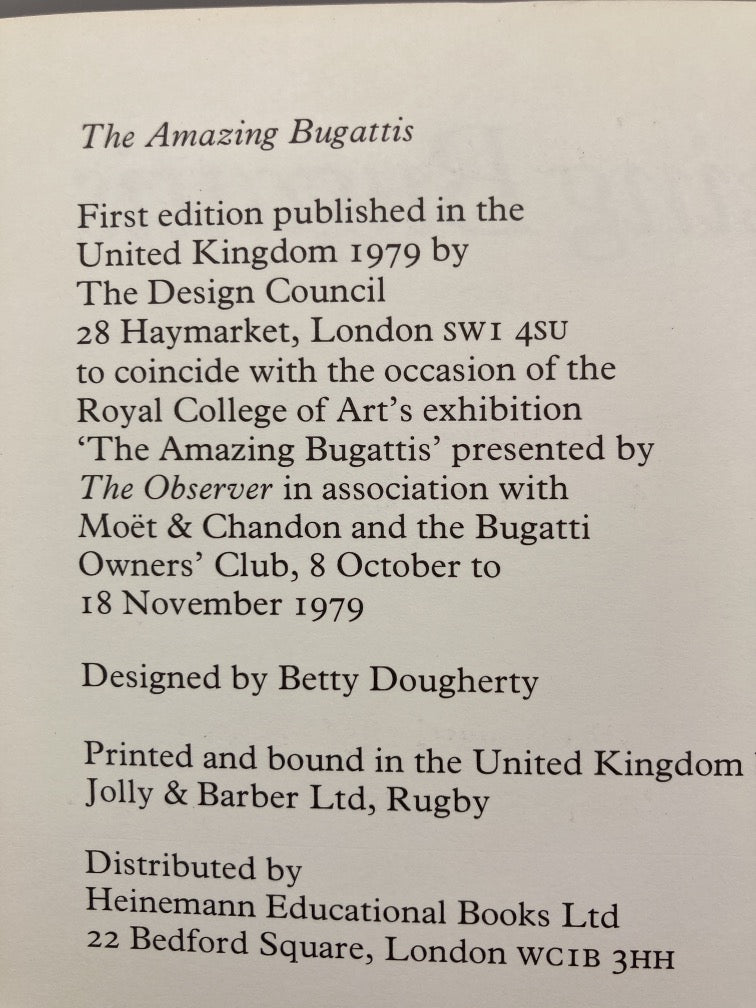 The Amazing Bugattis
First edition published in the
United Kingdom 1979 by
The Design Council
28 Haymarket, London SW1 4SU
to coincide with the occasion of the
Royal College of Art's exhibition
‘The Amazing Bugattis’ presented by
The Observer in association with
Moët & Chandon and the Bugatti
Owners’ Club, 8 October to
18 November 1979
Designed by Betty Dougherty
Printed and bound in the United Kingdom
Jolly & Barber Ltd, Rugby
Distributed by
Heinemann Educational Books Ltd
22 Bedford Square, London WC1B 3HH